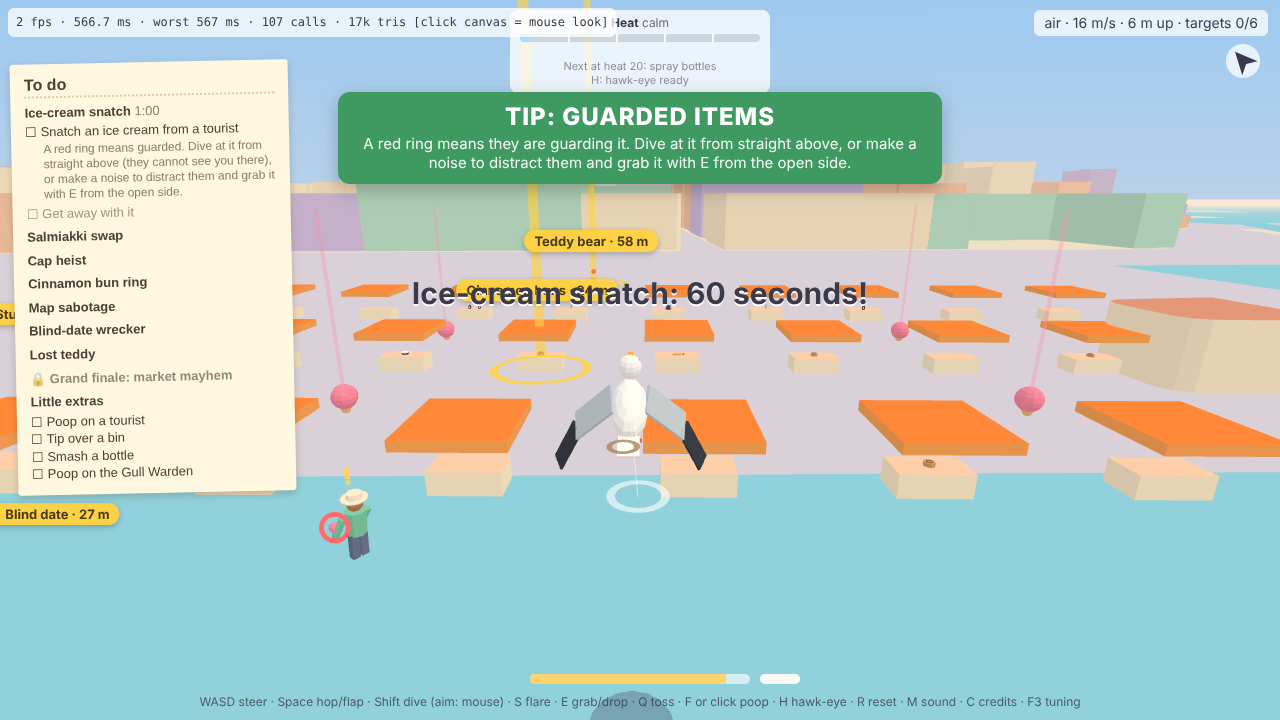 2 fps · 566.7 ms · worst 567 ms · 107 calls · 17k tris [click canvas = mouse look]
Heat calm
Next at heat 20: spray bottles
H: hawk-eye ready
air · 16 m/s · 6 m up · targets 0/6
TIP: GUARDED ITEMS
A red ring means they are guarding it. Dive at it from straight above, or make a
noise to distract them and grab it with E from the open side.
To do
Ice-cream snatch 1:00
☐ Snatch an ice cream from a tourist
A red ring means guarded. Dive at it from
straight above (they cannot see you there),
or make a noise to distract them and grab it
with E from the open side.
☐ Get away with it
Salmiakki swap
Cap heist
Cinnamon bun ring
Map sabotage
Blind-date wrecker
Lost teddy
🔒 Grand finale: market mayhem
Little extras
☐ Poop on a tourist
☐ Tip over a bin
☐ Smash a bottle
☐ Poop on the Gull Warden
Teddy bear · 58 m
Ice-cream snatch: 60 seconds!
Blind date · 27 m
WASD steer · Space hop/flap · Shift dive (aim: mouse) · S flare · E grab/drop · Q toss · F or click poop · H hawk-eye · R reset · M sound · C credits · F3 tuning